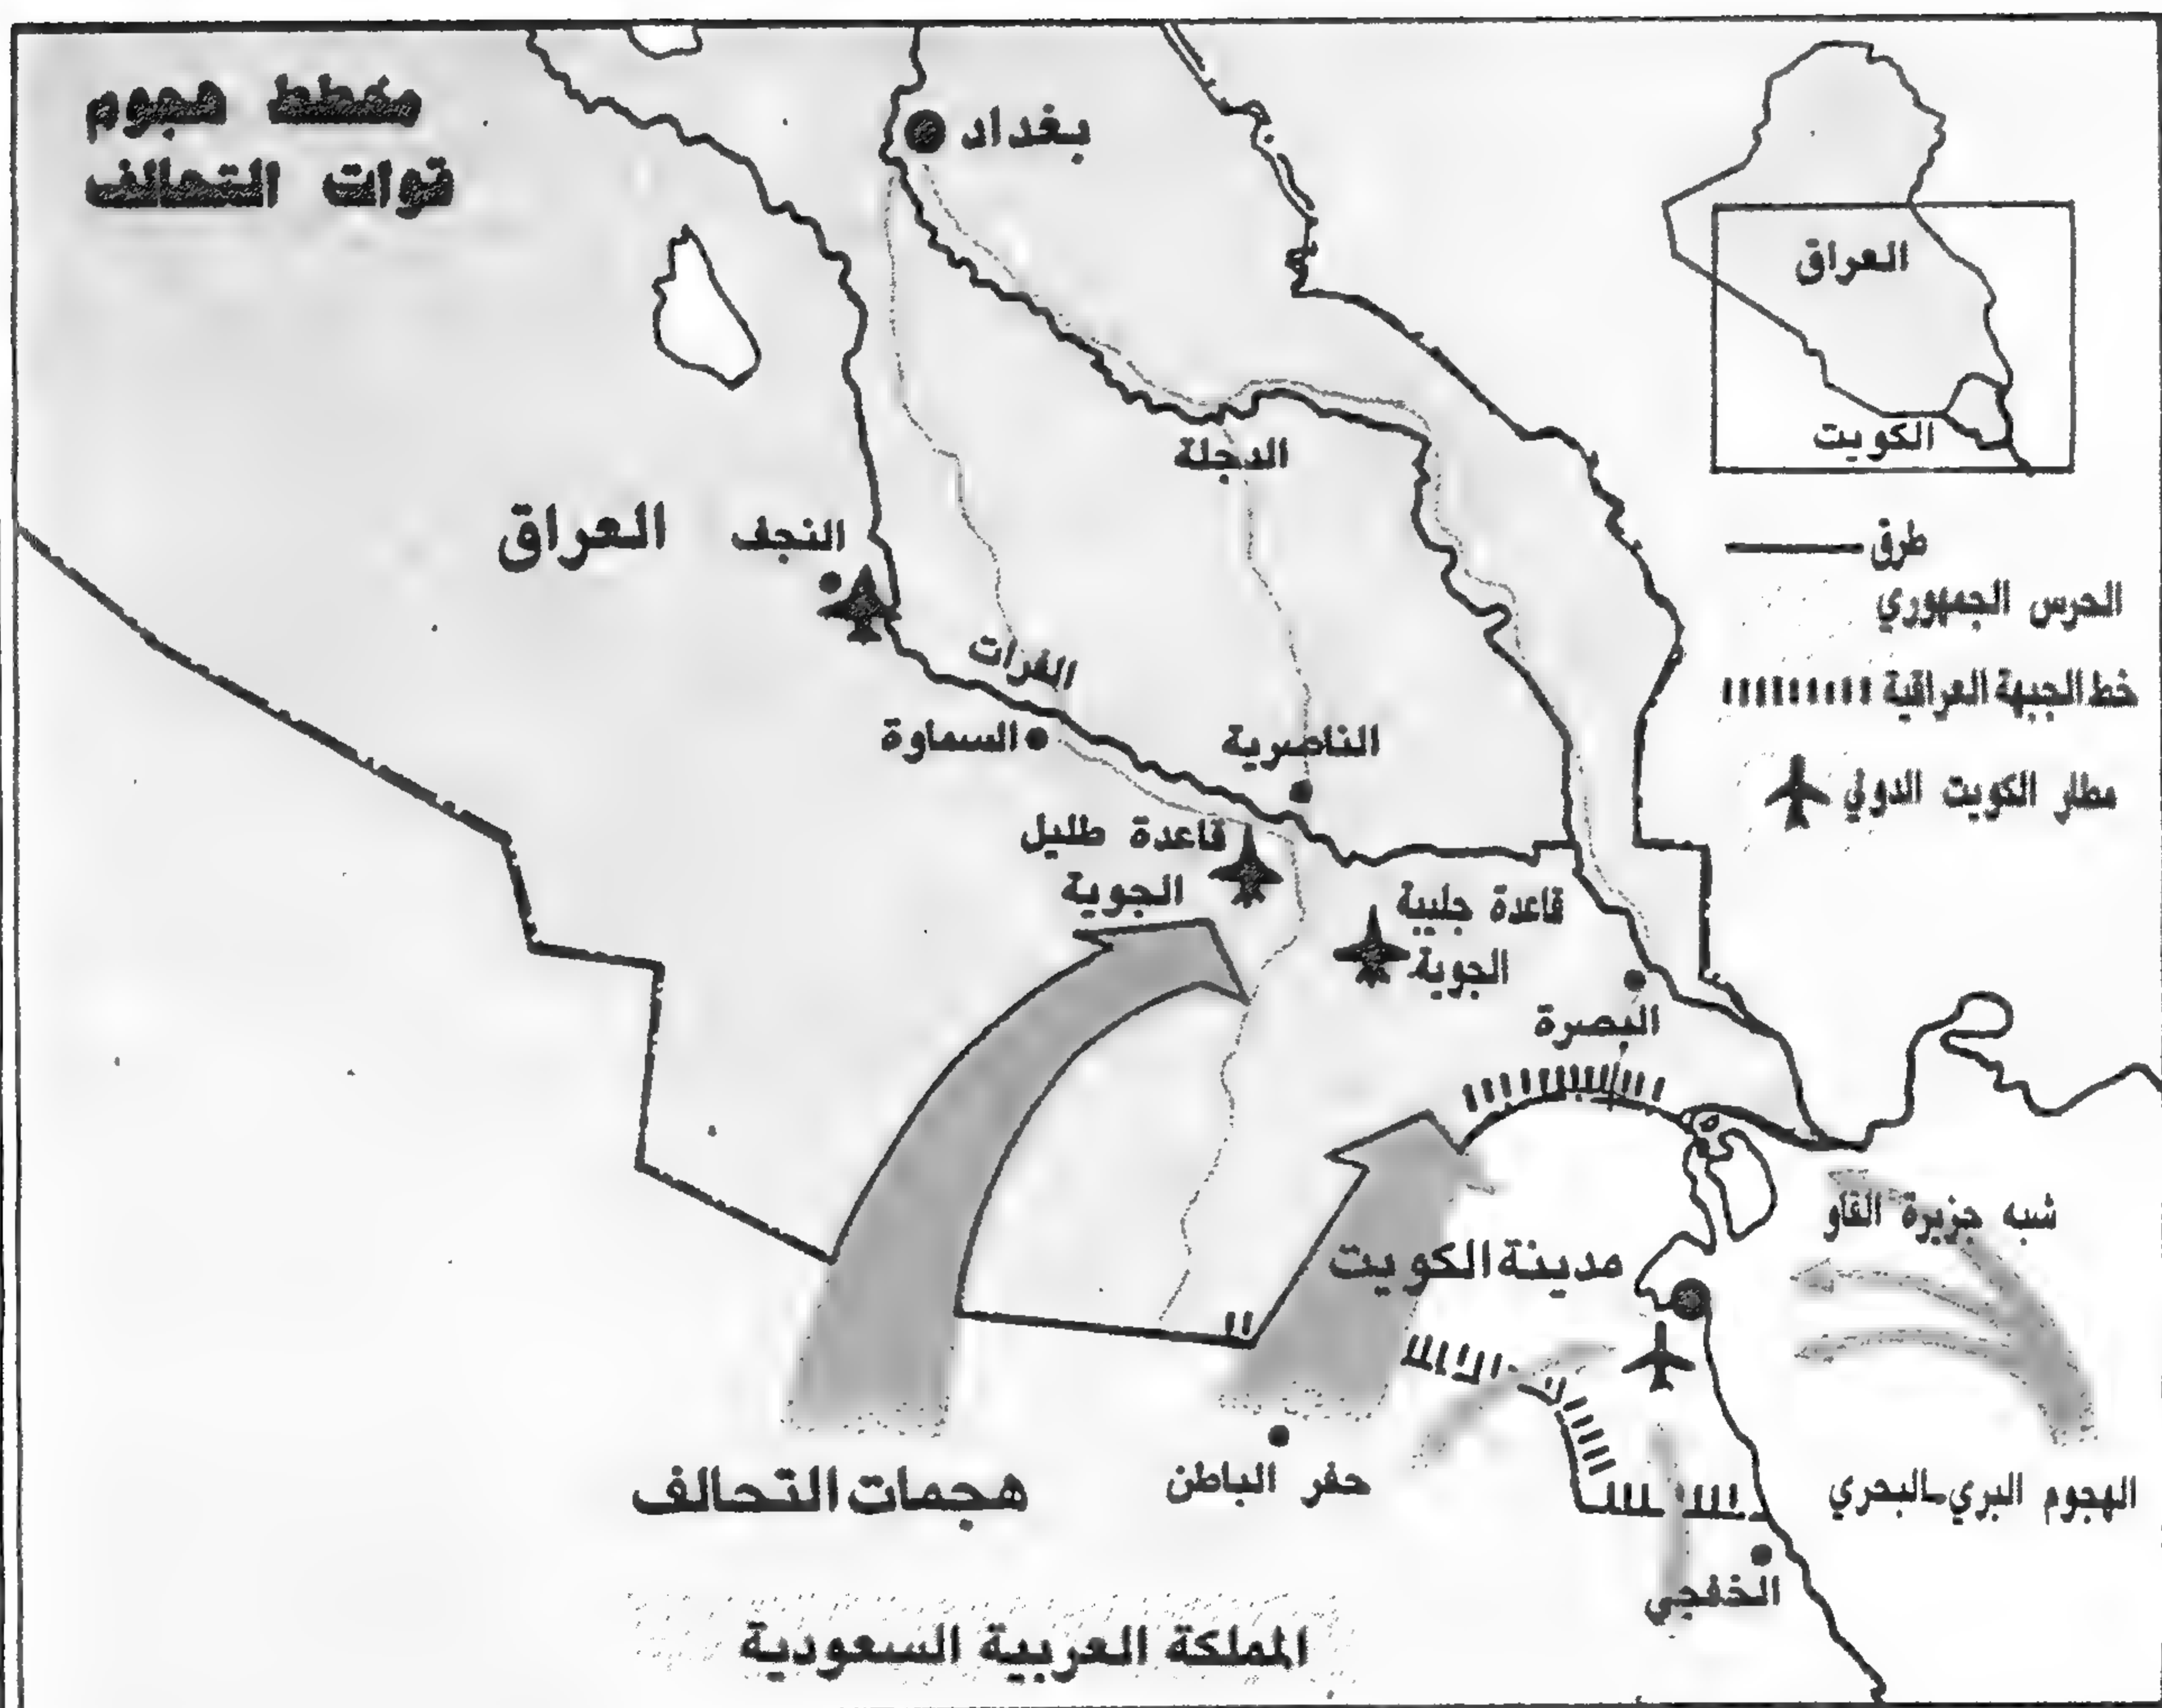 مخطط هجوم
قوات التحالف
بغداد
العراق
الكويت
الدجلة
طرق
الحرس الجمهوري
خط الجبهة العراقية
مطار الكويت الدولي
العراق
النجف
الفرات
السماوة
الناصرية
قاعدة طليل
الجوية
قاعدة جليبة
الجوية
البصرة
شبه جزيرة الفاو
مدينة الكويت
حفر الباطن
هجمات التحالف
الهجوم البري-البحري
الخفجي
المملكة العربية السعودية